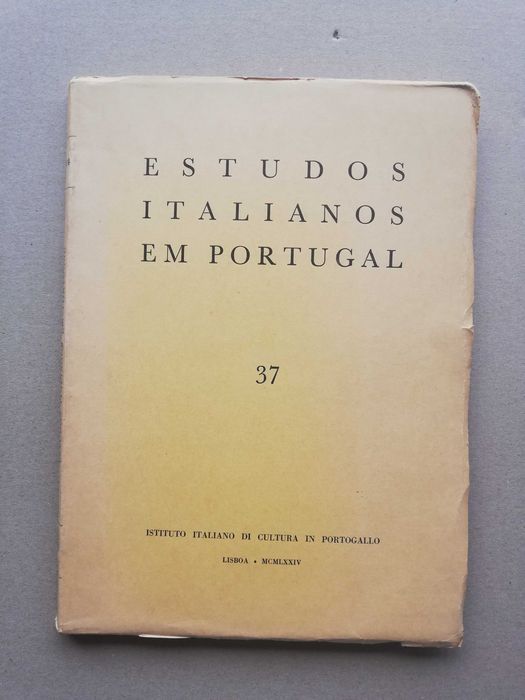 ESTUDOS
ITALIANOS
EM PORTUGAL
37
ISTITUTO ITALIANO DI CULTURA IN PORTOGALLO
LISBOA • MCMLXXIV